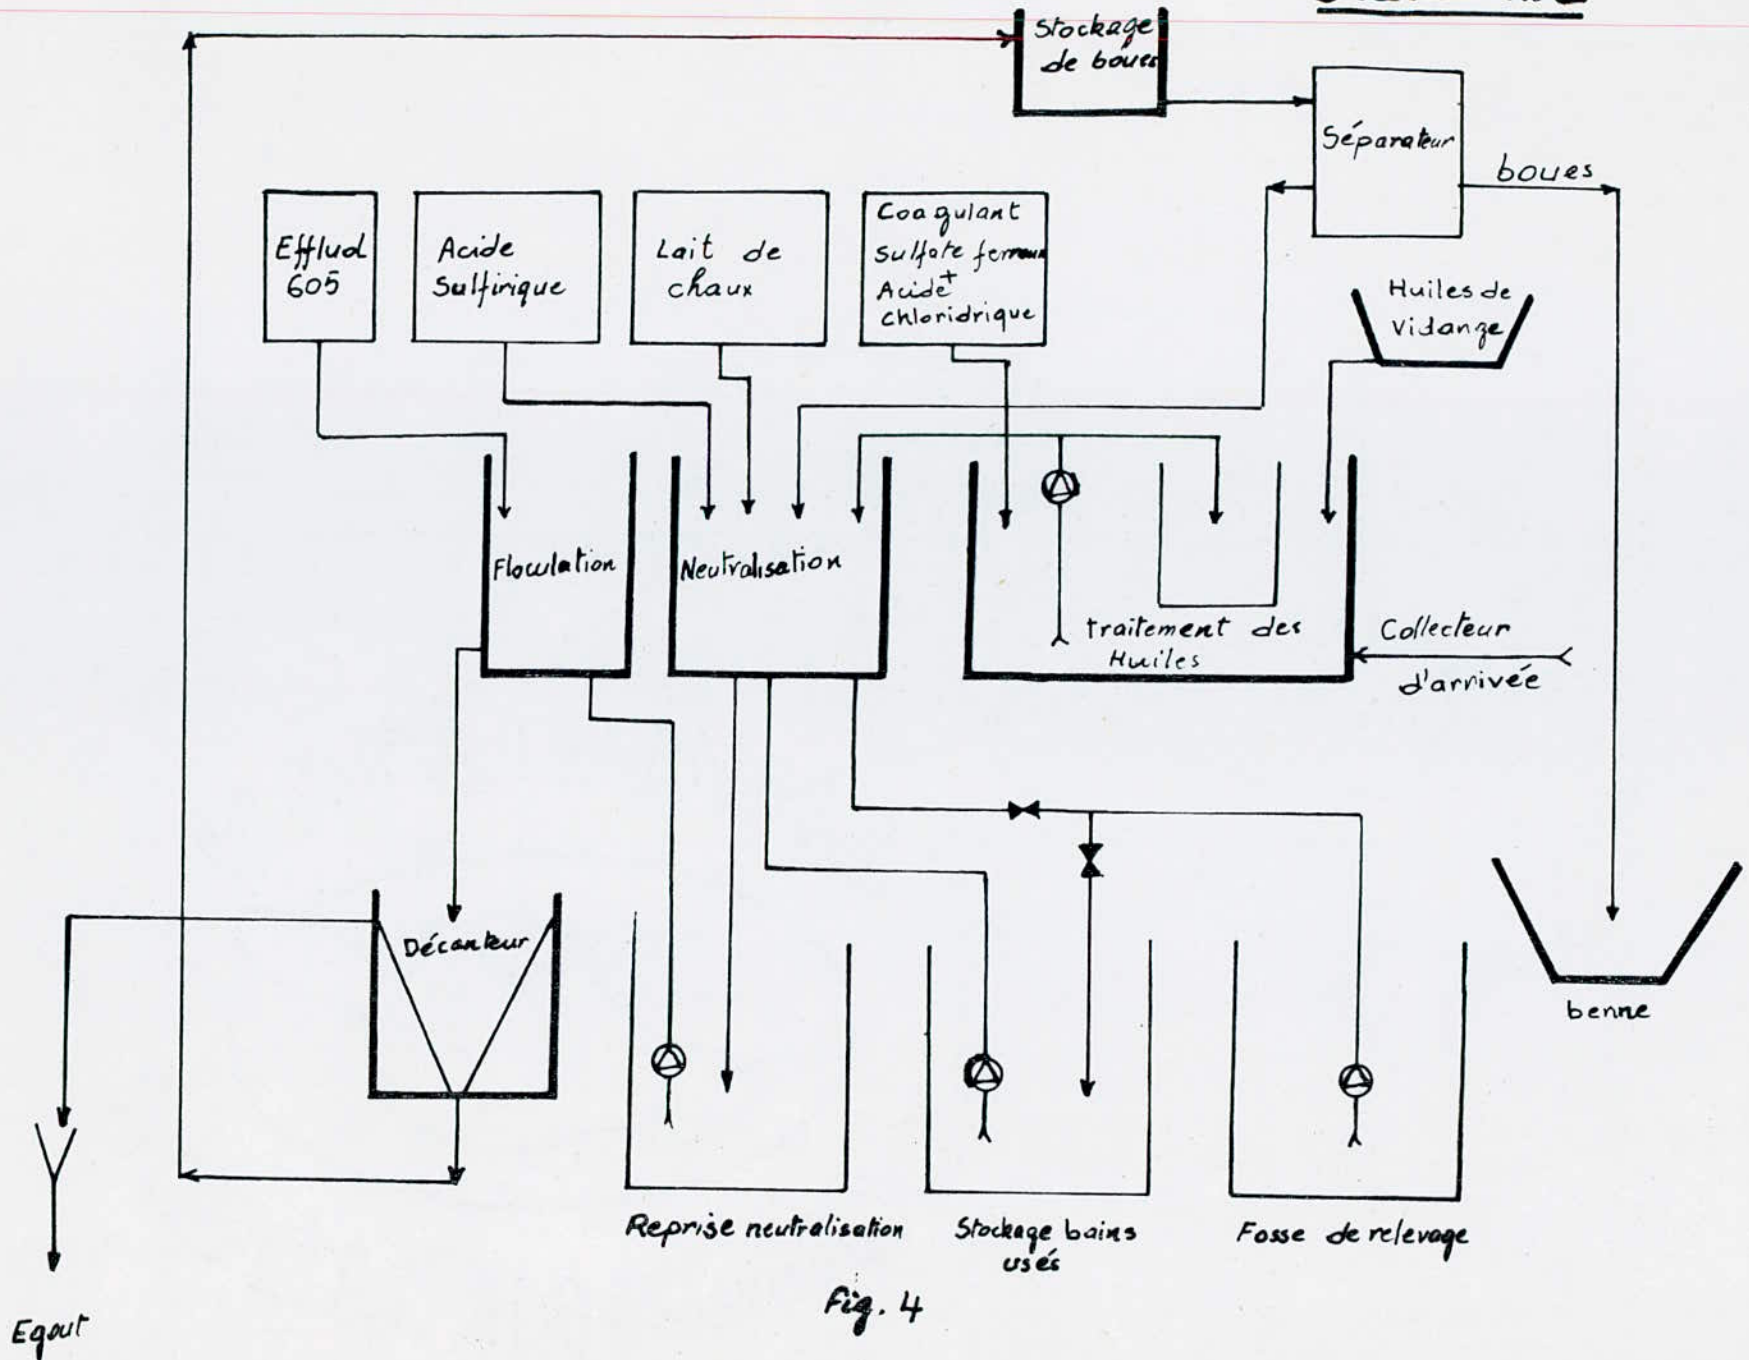 Stockage
de boues
Séparateur
boues
Efflud
605
Acide
Sulfirique
Lait de
chaux
Coagulant
Sulfate ferreux
+
Acide
chloridrique
Huiles de
Vidange
Floculation
Neutralisation
traitement des
Huiles
Collecteur
d'arrivée
Décanteur
benne
Reprise neutralisation
Stockage bains
usés
Fosse de relevage
Fig. 4
Egout